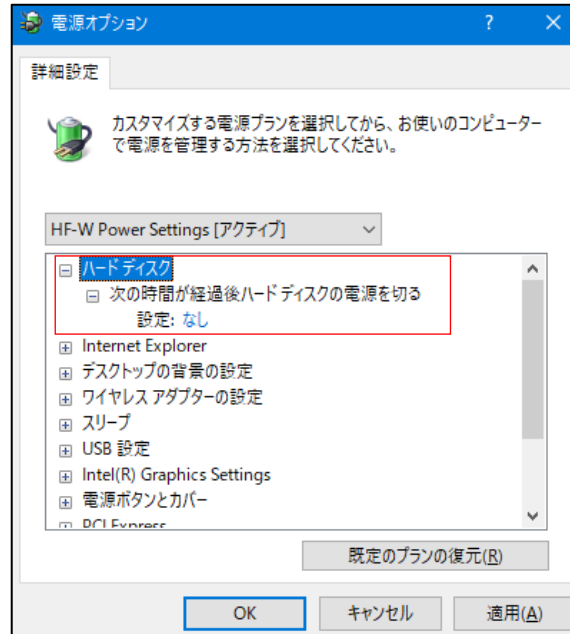 電源オプション
?
×
詳細設定
カスタマイズする電源プランを選択してから、お使いのコンピューター
で電源を管理する方法を選択してください。
HF-W Power Settings [アクティブ]
ハード ディスク
次の時間が経過後ハード ディスクの電源を切る
設定: なし
Internet Explorer
デスクトップの背景の設定
ワイヤレス アダプターの設定
スリープ
USB 設定
Intel(R) Graphics Settings
電源ボタンとカバー
PCI Express
既定のプランの復元(R)
OK
キャンセル
適用(A)